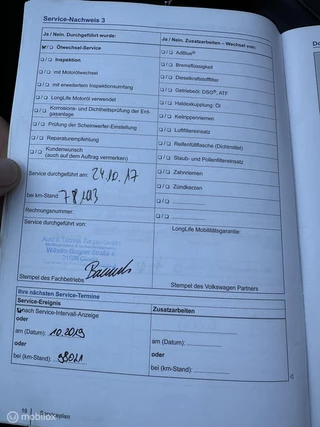 Service-Nachweis 3
Ja / Nein. Durchgeführt wurde:
Ölwechsel-Service
Inspektion
mit Motorölwechsel
mit erweitertem Inspektionsumfang
LongLife Motoröl verwendet
Korrosions- und Dichtheitsprüfung der Erdgasanlage
Prüfung der Scheinwerfer-Einstellung
Reparaturempfehlung
Kundenwunsch
(auch auf dem Auftrag vermerken)
Service durchgeführt am: 24.10.17
bei km-Stand:
Rechnungsnummer:
Service durchgeführt von:
Stempel des Fachbetriebs
Ja / Nein. Zusatzarbeiten – Wechsel von:
AdBlue®
Bremsflüssigkeit
Dieselkraftstofffilter
Getriebeöl: DSG®, ATF
Haldexkupplung: Öl
Keilrippenriemen
Luftfiltereinsatz
Reifenfüllflasche (Dichtmittel)
Staub- und Pollenfiltereinsatz
Zahnriemen
Zündkerzen
LongLife Mobilitätsgarantie:
Stempel des Volkswagen Partners
Ihre nächsten Service-Termine
Service-Ereignis
nach Service-Intervall-Anzeige
oder
am (Datum): 10.2019
oder
bei (km-Stand):
Zusatzarbeiten
am (Datum):
oder
bei (km-Stand):
Serviceplan
mobile